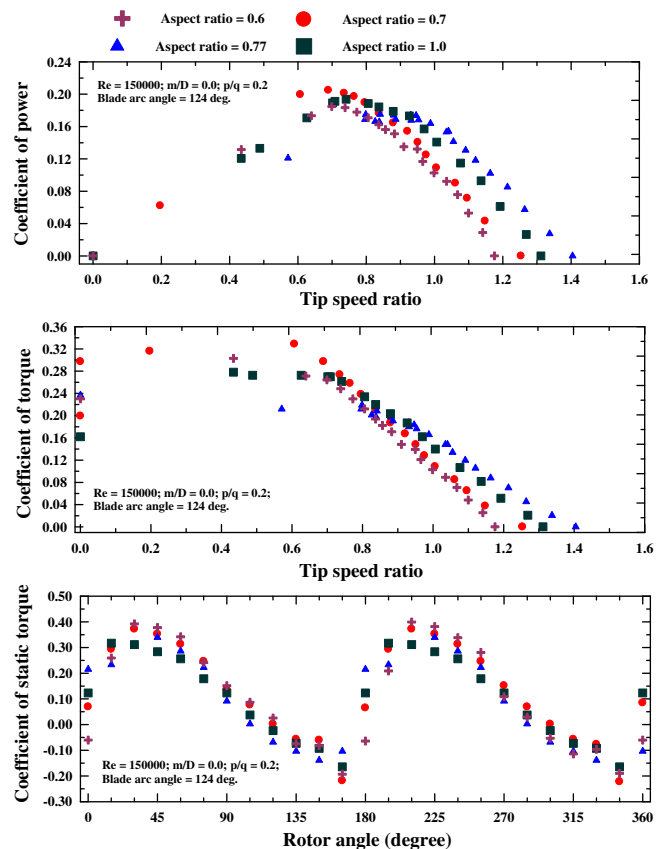 Aspect ratio = 0.6 Aspect ratio = 0.7
Aspect ratio = 0.77 Aspect ratio = 1.0
Coefficient of power
0.24
0.20
0.16
0.12
0.08
0.04
0.00
Re = 150000; m/D = 0.0; p/q = 0.2
Blade arc angle = 124 deg.
0.0 0.2 0.4 0.6 0.8 1.0 1.2 1.4 1.6
Tip speed ratio
Coefficient of torque
0.36
0.32
0.28
0.24
0.20
0.16
0.12
0.08
0.04
0.00
Re = 150000; m/D = 0.0; p/q = 0.2;
Blade arc angle = 124 deg.
0.0 0.2 0.4 0.6 0.8 1.0 1.2 1.4 1.6
Tip speed ratio
Coefficient of static torque
0.50
0.40
0.30
0.20
0.10
0.00
-0.10
-0.20
-0.30
Re = 150000; m/D = 0.0; p/q = 0.2;
Blade arc angle = 124 deg.
0 45 90 135 180 225 270 315 360
Rotor angle (degree)